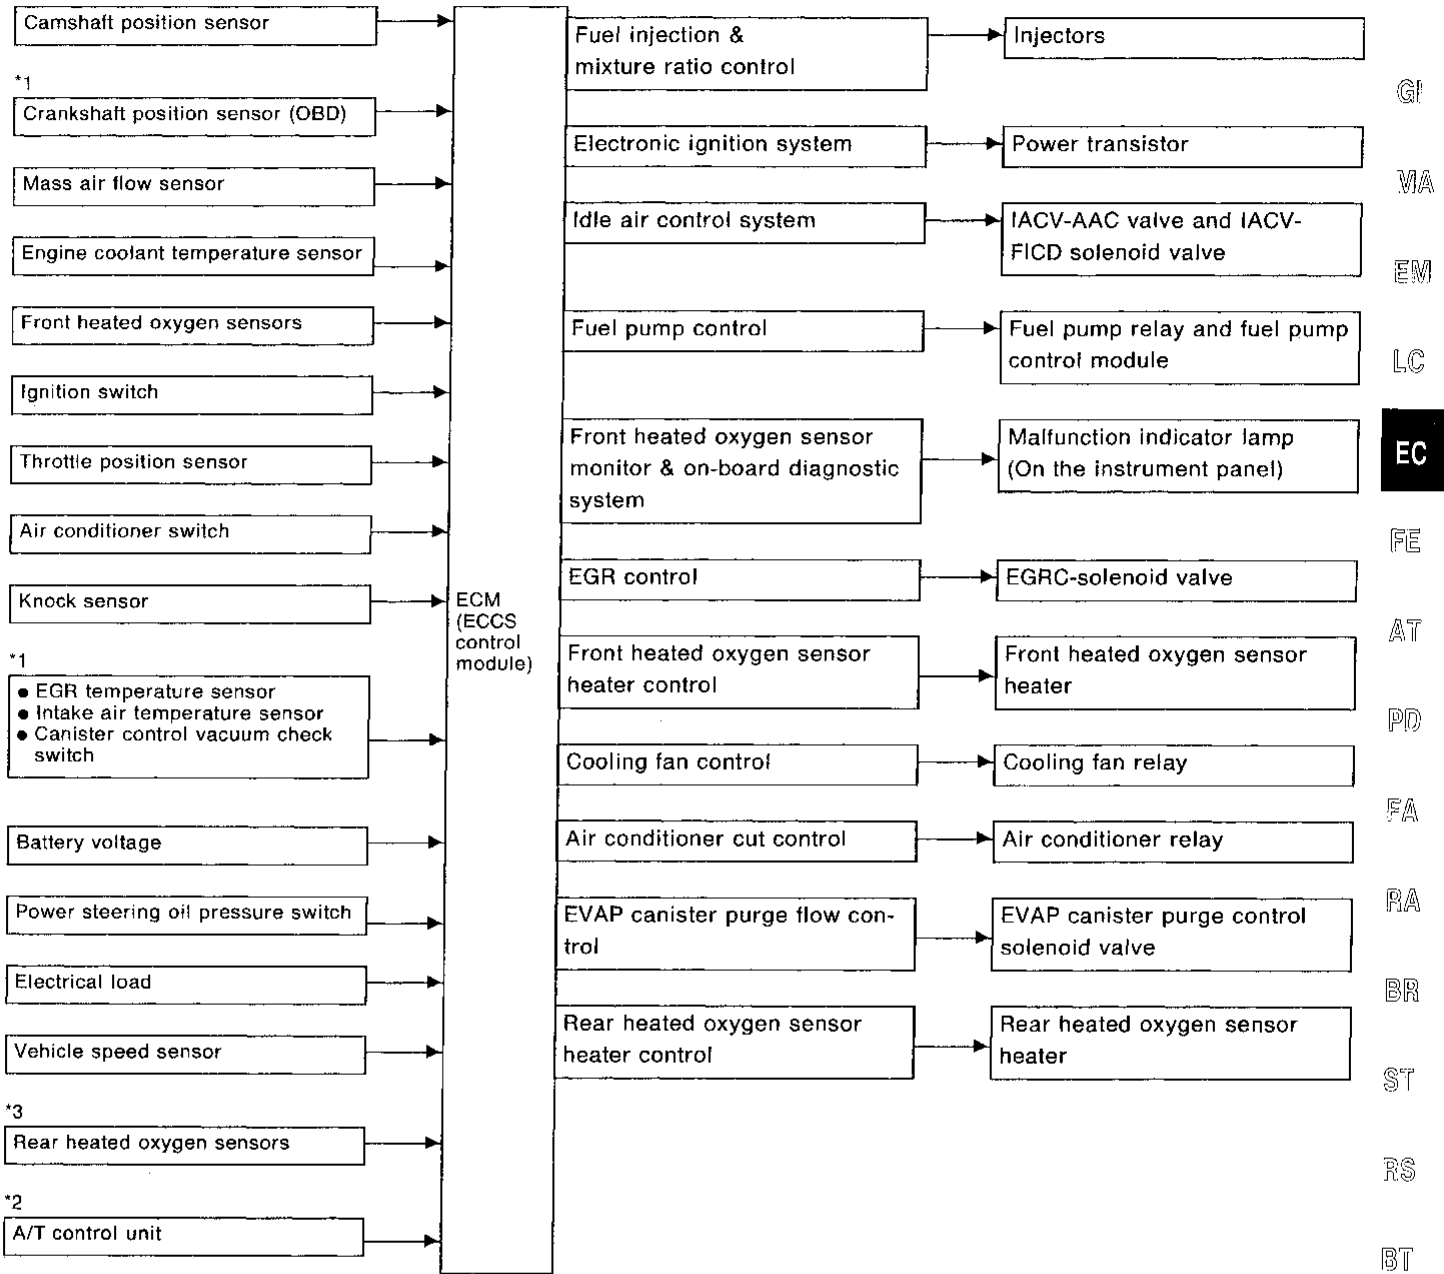 Camshaft position sensor
*1
Crankshaft position sensor (OBD)
Mass air flow sensor
Engine coolant temperature sensor
Front heated oxygen sensors
Ignition switch
Throttle position sensor
Air conditioner switch
Knock sensor
*1
● EGR temperature sensor
● Intake air temperature sensor
● Canister control vacuum check
switch
Battery voltage
Power steering oil pressure switch
Electrical load
Vehicle speed sensor
*3
Rear heated oxygen sensors
*2
A/T control unit
ECM
(ECCS
control
module)
Fuel injection &
mixture ratio control
Injectors
Electronic ignition system
Power transistor
Idle air control system
IACV-AAC valve and IACV-
FICD solenoid valve
Fuel pump control
Fuel pump relay and fuel pump
control module
Front heated oxygen sensor
monitor & on-board diagnostic
system
Malfunction indicator lamp
(On the instrument panel)
EGR control
EGRC-solenoid valve
Front heated oxygen sensor
heater control
Front heated oxygen sensor
heater
Cooling fan control
Cooling fan relay
Air conditioner cut control
Air conditioner relay
EVAP canister purge flow con-
trol
EVAP canister purge control
solenoid valve
Rear heated oxygen sensor
heater control
Rear heated oxygen sensor
heater
GI
MA
EM
LC
EC
FE
AT
PD
FA
RA
BR
ST
RS
BT